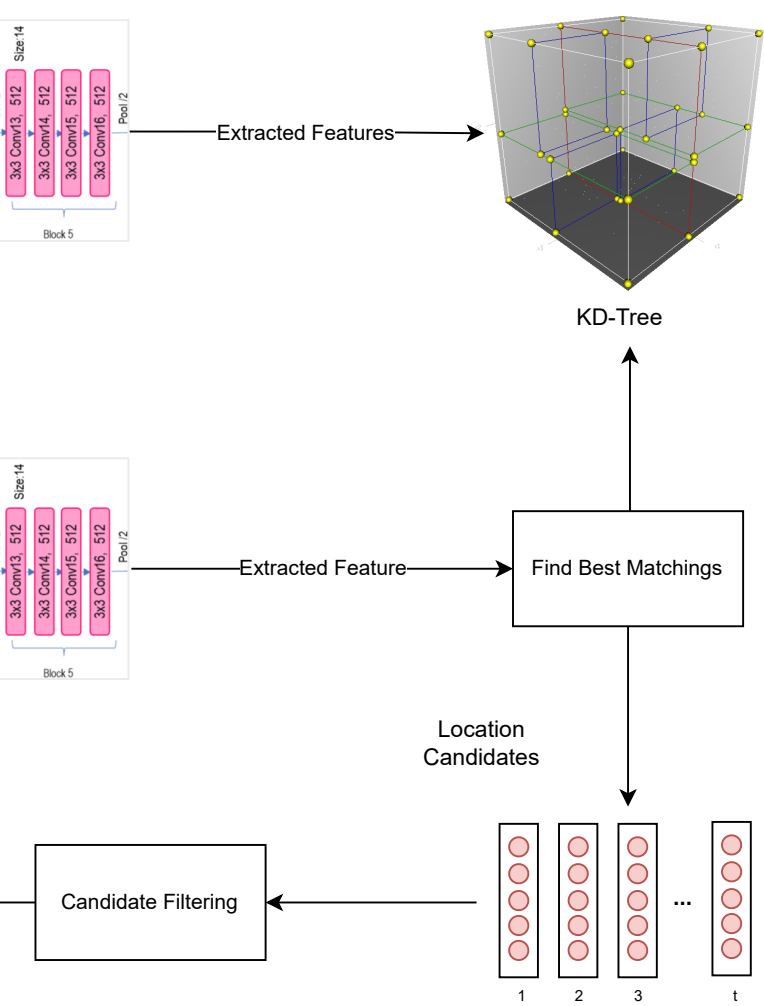 Size:14
3x3 Conv13, 512
3x3 Conv14, 512
3x3 Conv15, 512
3x3 Conv16, 512
Pool /2
Block 5
Extracted Features
KD-Tree
Size:14
3x3 Conv13, 512
3x3 Conv14, 512
3x3 Conv15, 512
3x3 Conv16, 512
Pool /2
Block 5
Extracted Feature
Find Best Matchings
Location
Candidates
Candidate Filtering
...
1 2 3 t